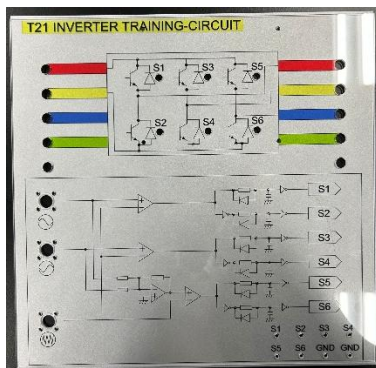 T21 INVERTER TRAINING-CIRCUIT
S1 S3 S5
S2 S4 S6
S1
S2
S3
S4
S5
S6
S1 S2 S3 S4
S5 S6 GND GND